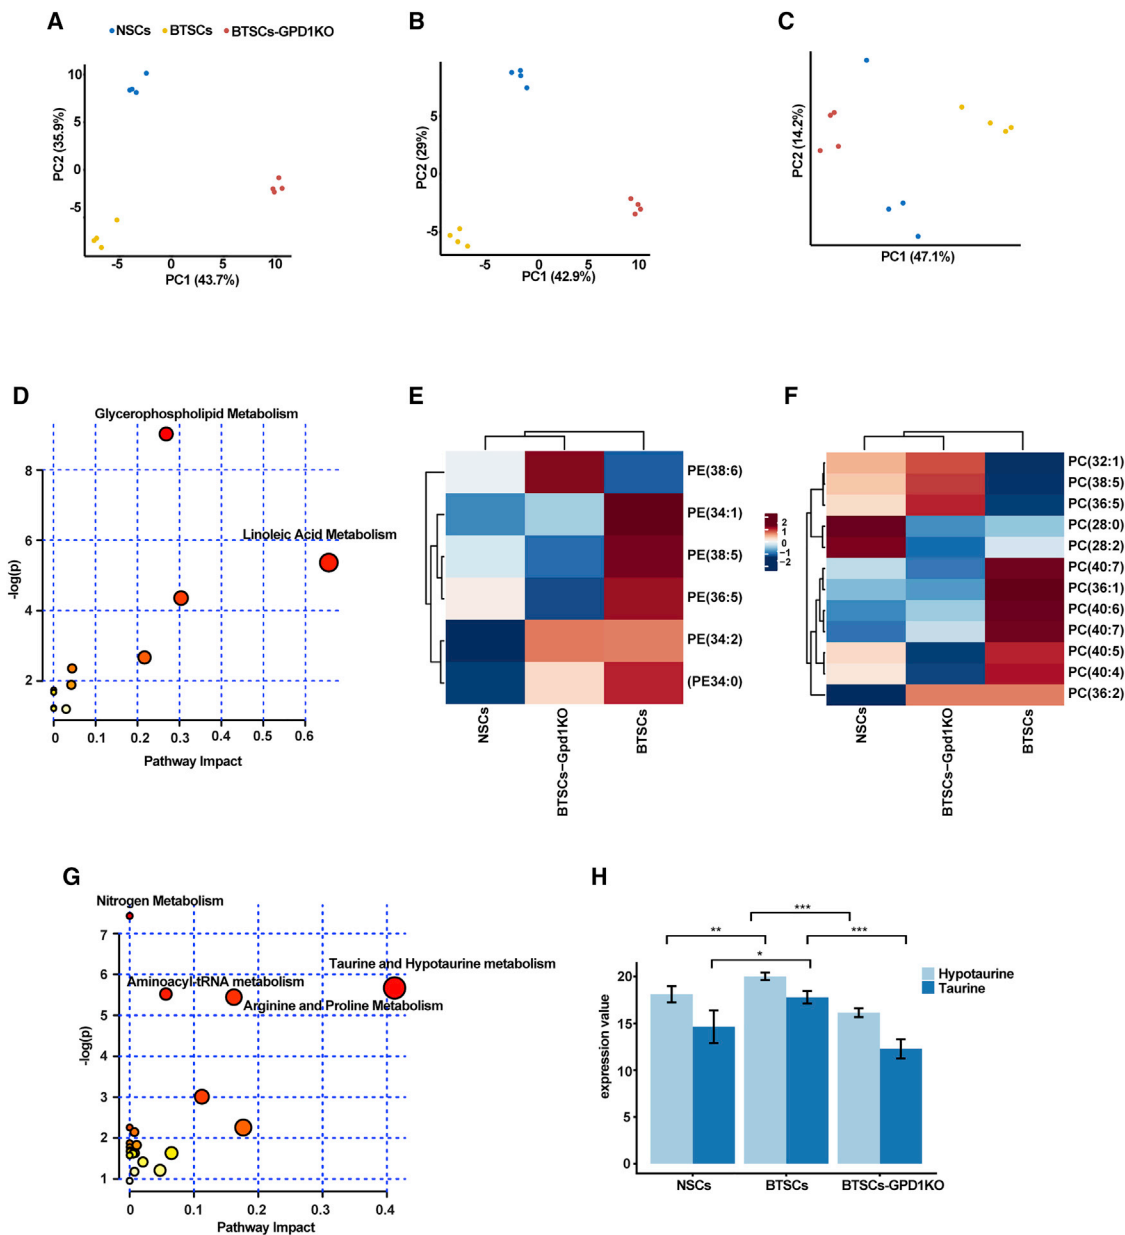 A
B
C
NSCs BTSCs BTSCs-GPD1KO
PC2 (35.9%)
10
5
0
-5
-5 0 5 10
PC1 (43.7%)
PC2 (29%)
5
0
-5
-5 0 5 10
PC1 (42.9%)
PC2 (14.2%)
PC1 (47.1%)
D
Glycerophospholipid Metabolism
Linoleic Acid Metabolism
-log(p)
8
6
4
2
0 0.1 0.2 0.3 0.4 0.5 0.6
Pathway Impact
E
PE(38:6)
PE(34:1)
PE(38:5)
PE(36:5)
PE(34:2)
(PE34:0)
NSCs
BTSCs-Gpd1KO
BTSCs
2
1
0
-1
-2
F
PC(32:1)
PC(38:5)
PC(36:5)
PC(28:0)
PC(28:2)
PC(40:7)
PC(36:1)
PC(40:6)
PC(40:7)
PC(40:5)
PC(40:4)
PC(36:2)
NSCs
BTSCs-Gpd1KO
BTSCs
G
Nitrogen Metabolism
Taurine and Hypotaurine metabolism
Aminoacyl-tRNA metabolism
Arginine and Proline Metabolism
-log(p)
7
6
5
4
3
2
1
0 0.1 0.2 0.3 0.4
Pathway Impact
H
***
** ***
*
Hypotaurine
Taurine
expression value
20
15
10
5
0
NSCs BTSCs BTSCs-GPD1KO